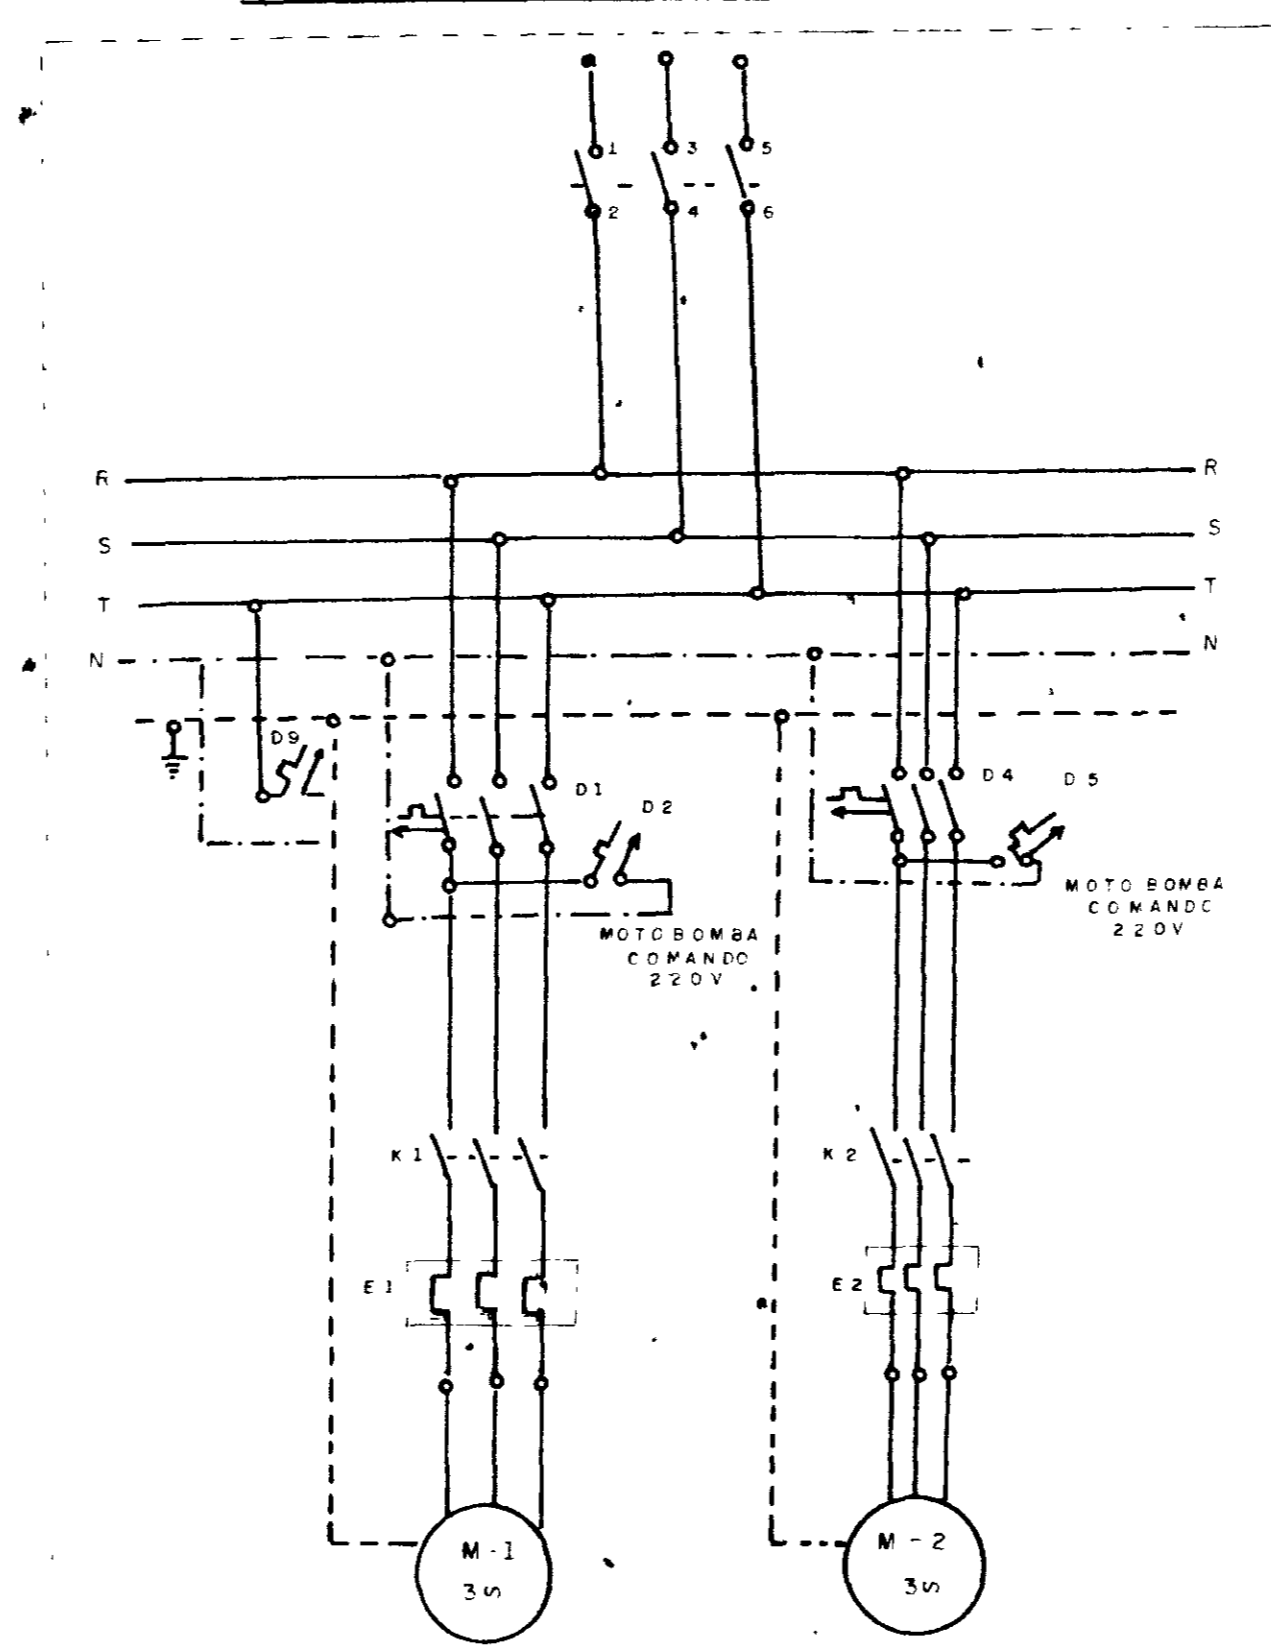 1 3 5
2 4 6
R R
S S
T T
N N
D9
D1
D2
D4 D5
MOTO BOMBA
COMANDO
220V
MOTO BOMBA
COMANDO
220V
K1
K2
E1
E2
M-1
3~
M-2
3~